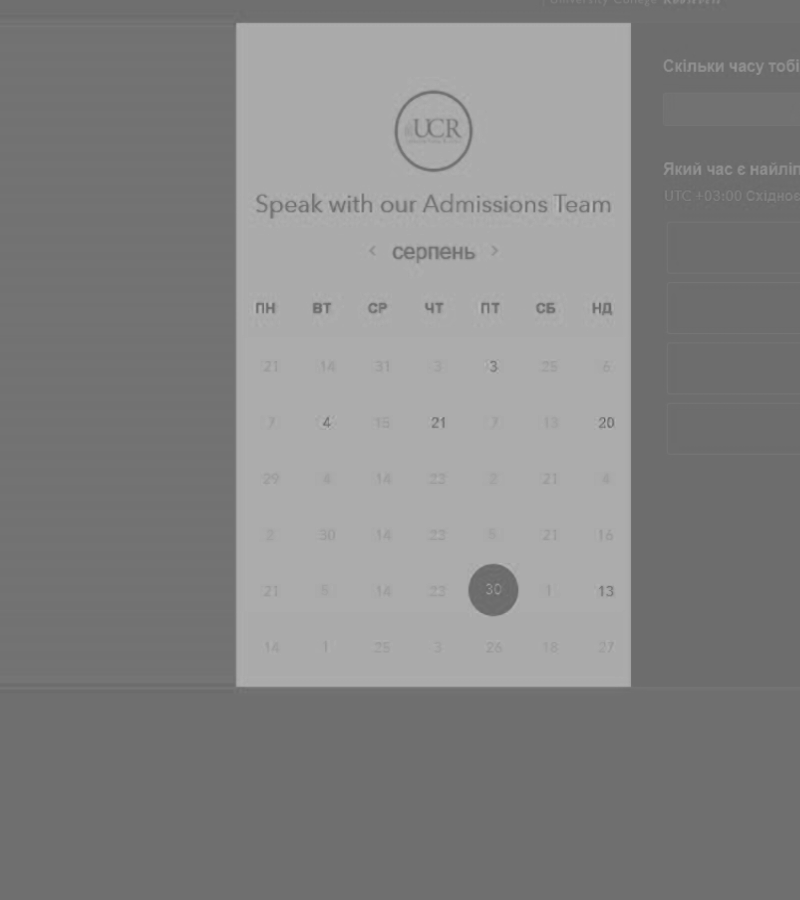 University College
UCR
Speak with our Admissions Team
< серпень >
ПН ВТ СР ЧТ ПТ СБ НД
21 14 31 3 3 25 6
7 4 15 21 7 13 20
29 4 14 23 2 21 4
2 30 14 23 5 21 16
21 5 14 23 30 1 13
14 1 25 3 26 18 27
Скільки часу тобі
Який час є найліп
UTC +03:00 Східноє